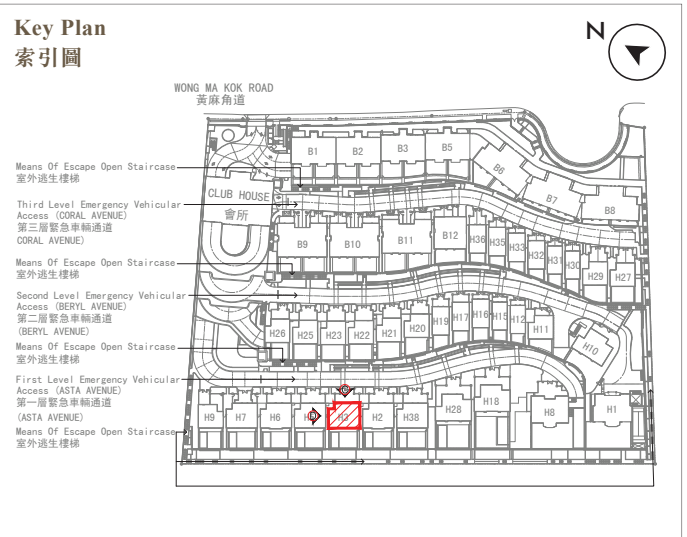 Key Plan
索引圖
N
WONG MA KOK ROAD
黃麻角道
Means Of Escape Open Staircase
室外逃生樓梯
Third Level Emergency Vehicular
Access (CORAL AVENUE)
第三層緊急車輛通道
CORAL AVENUE)
Means Of Escape Open Staircase
室外逃生樓梯
Second Level Emergency Vehicular
Access (BERYL AVENUE)
第二層緊急車輛通道
(BERYL AVENUE)
Means Of Escape Open Staircase
室外逃生樓梯
First Level Emergency Vehicular
Access (ASTA AVENUE)
第一層緊急車輛通道
(ASTA AVENUE)
Means Of Escape Open Staircase
室外逃生樓梯
CLUB HOUSE
會所
B1 B2 B3 B5 B6 B7 B8
B9 B10 B11 B12 H36 H35 H33 H32 H31 H30 H29 H27
H26 H25 H23 H22 H21 H20 H19 H17 H16 H15 H12 H11 H10
H9 H7 H6 H3 H2 H38 H28 H18 H8 H1